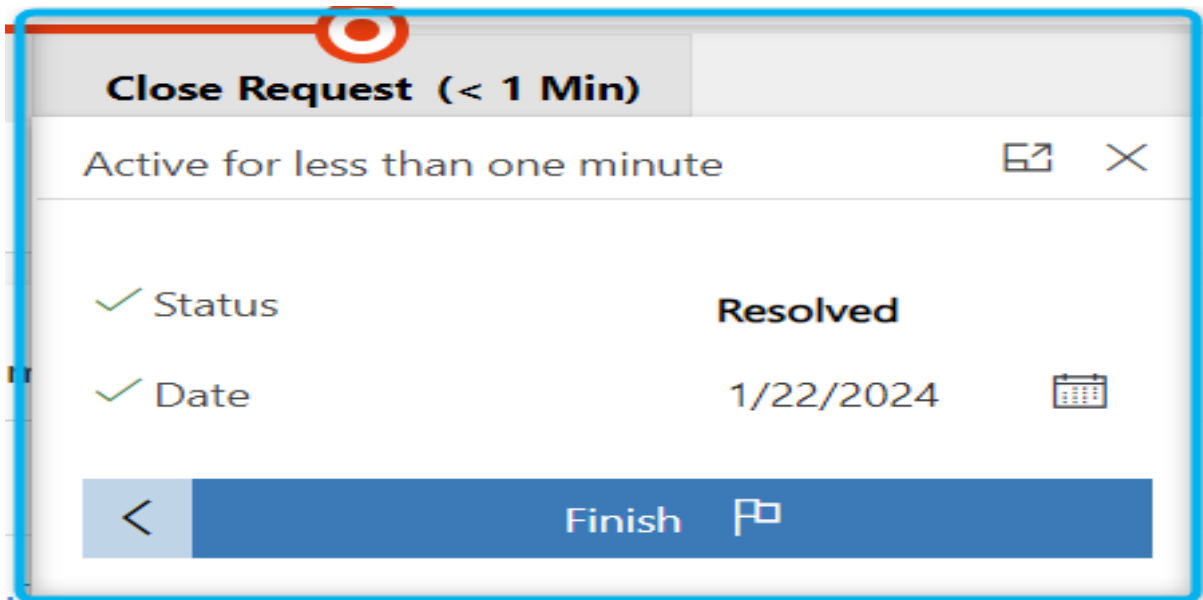 Close Request (< 1 Min)
Active for less than one minute
Status Resolved
Date 1/22/2024
Finish